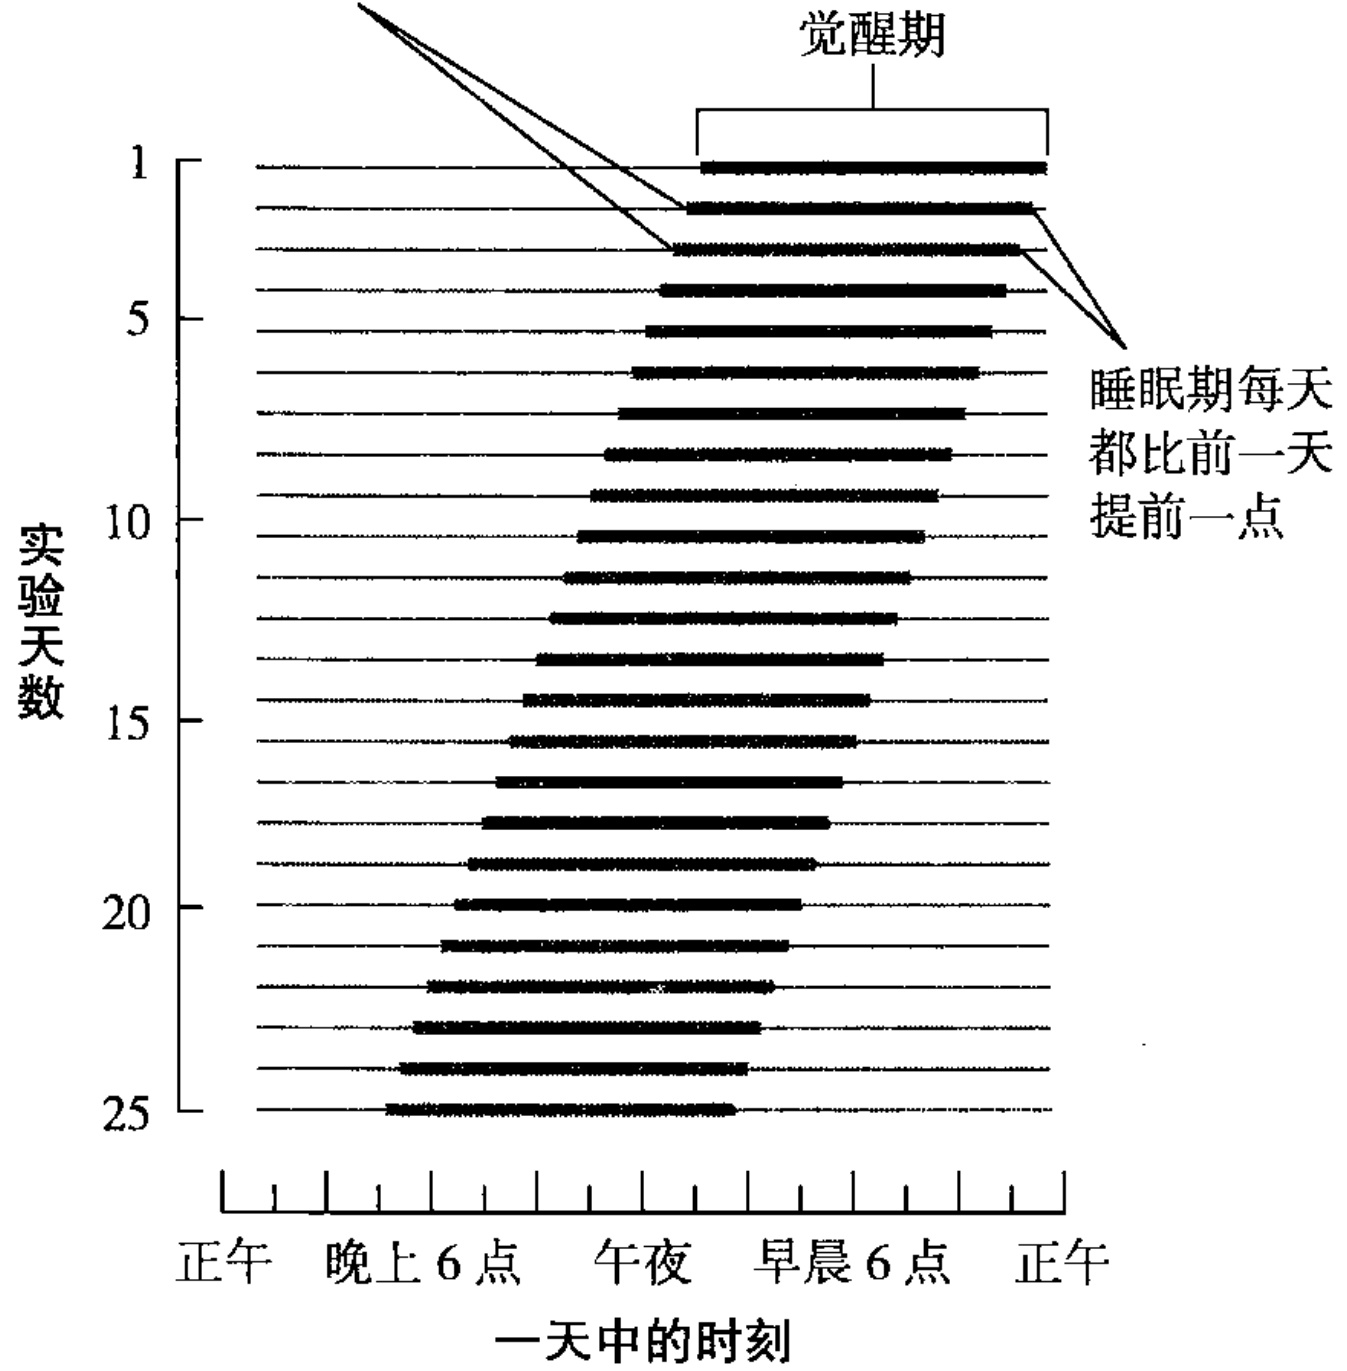 觉醒期
1
5
睡眠期每天
都比前一天
提前一点
10
实验天数
15
20
25
正午 晚上6点 午夜 早晨6点 正午
一天中的时刻